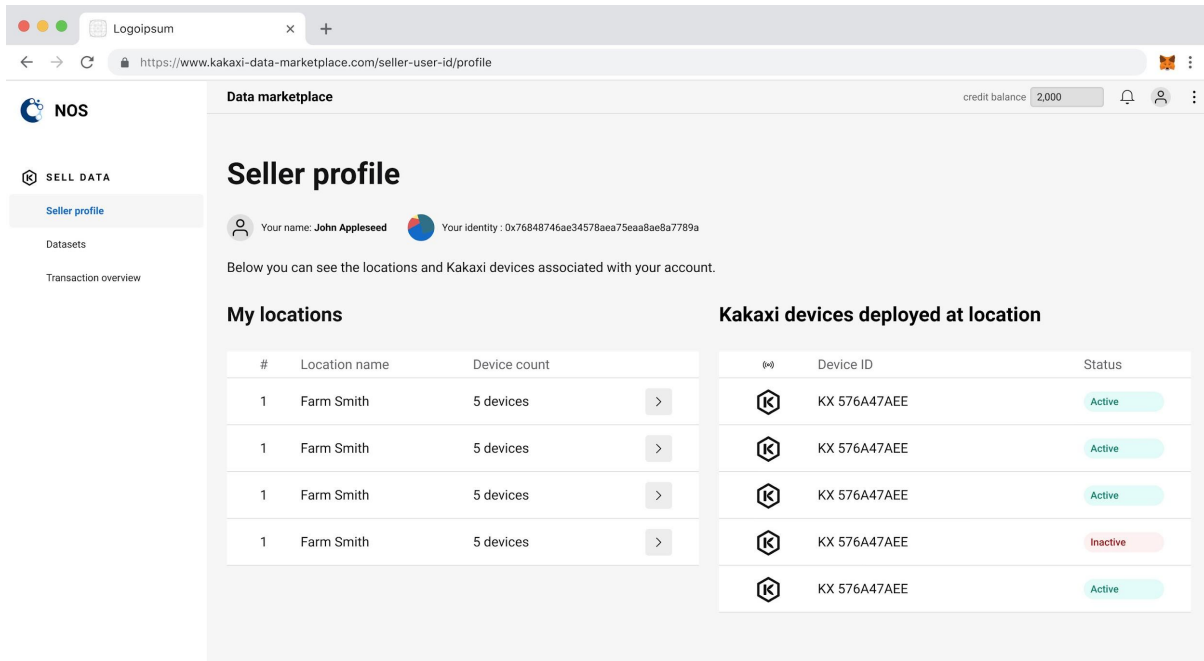 Logoipsum
https://www.kakaxi-data-marketplace.com/seller-user-id/profile
NOS
Data marketplace
credit balance 2,000
SELL DATA
Seller profile
Datasets
Transaction overview
Seller profile
Your name: John Appleseed
Your identity : 0x76848746ae34578aea75eaa8ae8a7789a
Below you can see the locations and Kakaxi devices associated with your account.
My locations
# Location name Device count
1 Farm Smith 5 devices
1 Farm Smith 5 devices
1 Farm Smith 5 devices
1 Farm Smith 5 devices
Kakaxi devices deployed at location
Device ID Status
KX 576A47AEE Active
KX 576A47AEE Active
KX 576A47AEE Active
KX 576A47AEE Inactive
KX 576A47AEE Active